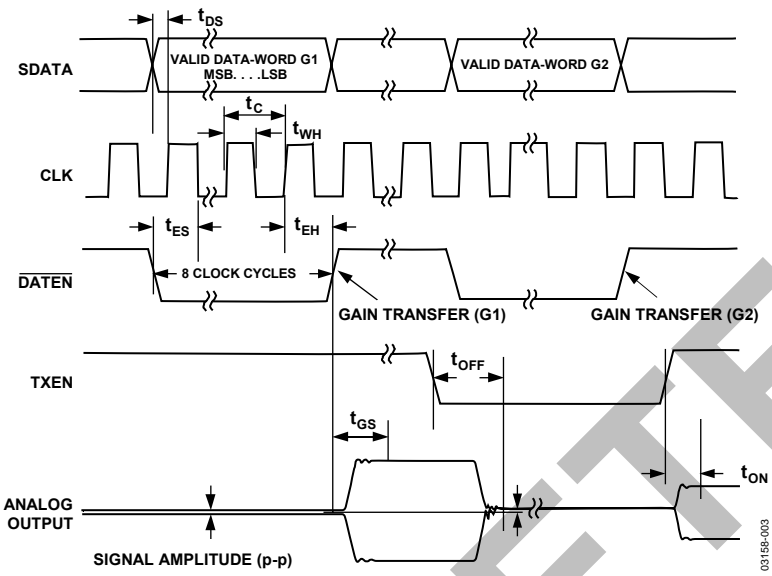 tDS
SDATA
VALID DATA-WORD G1
MSB. . . .LSB
VALID DATA-WORD G2
tC
tWH
CLK
tES
tEH
DATEN
8 CLOCK CYCLES
GAIN TRANSFER (G1)
GAIN TRANSFER (G2)
TXEN
tOFF
tGS
tON
ANALOG
OUTPUT
SIGNAL AMPLITUDE (p-p)
03158-003
ETE